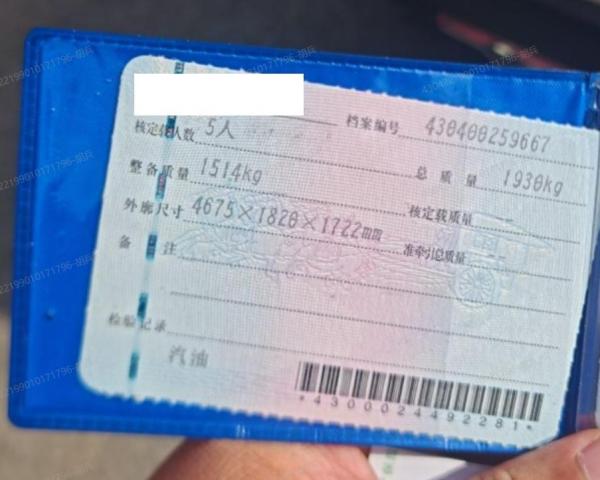 核定载人数 5人 档案编号 430400259667
整备质量 1514kg 总质量 1930kg
外廓尺寸 4675×1820×1722mm 核定载质量
备注 准牵引总质量
检验记录
汽油
*4300024492281*